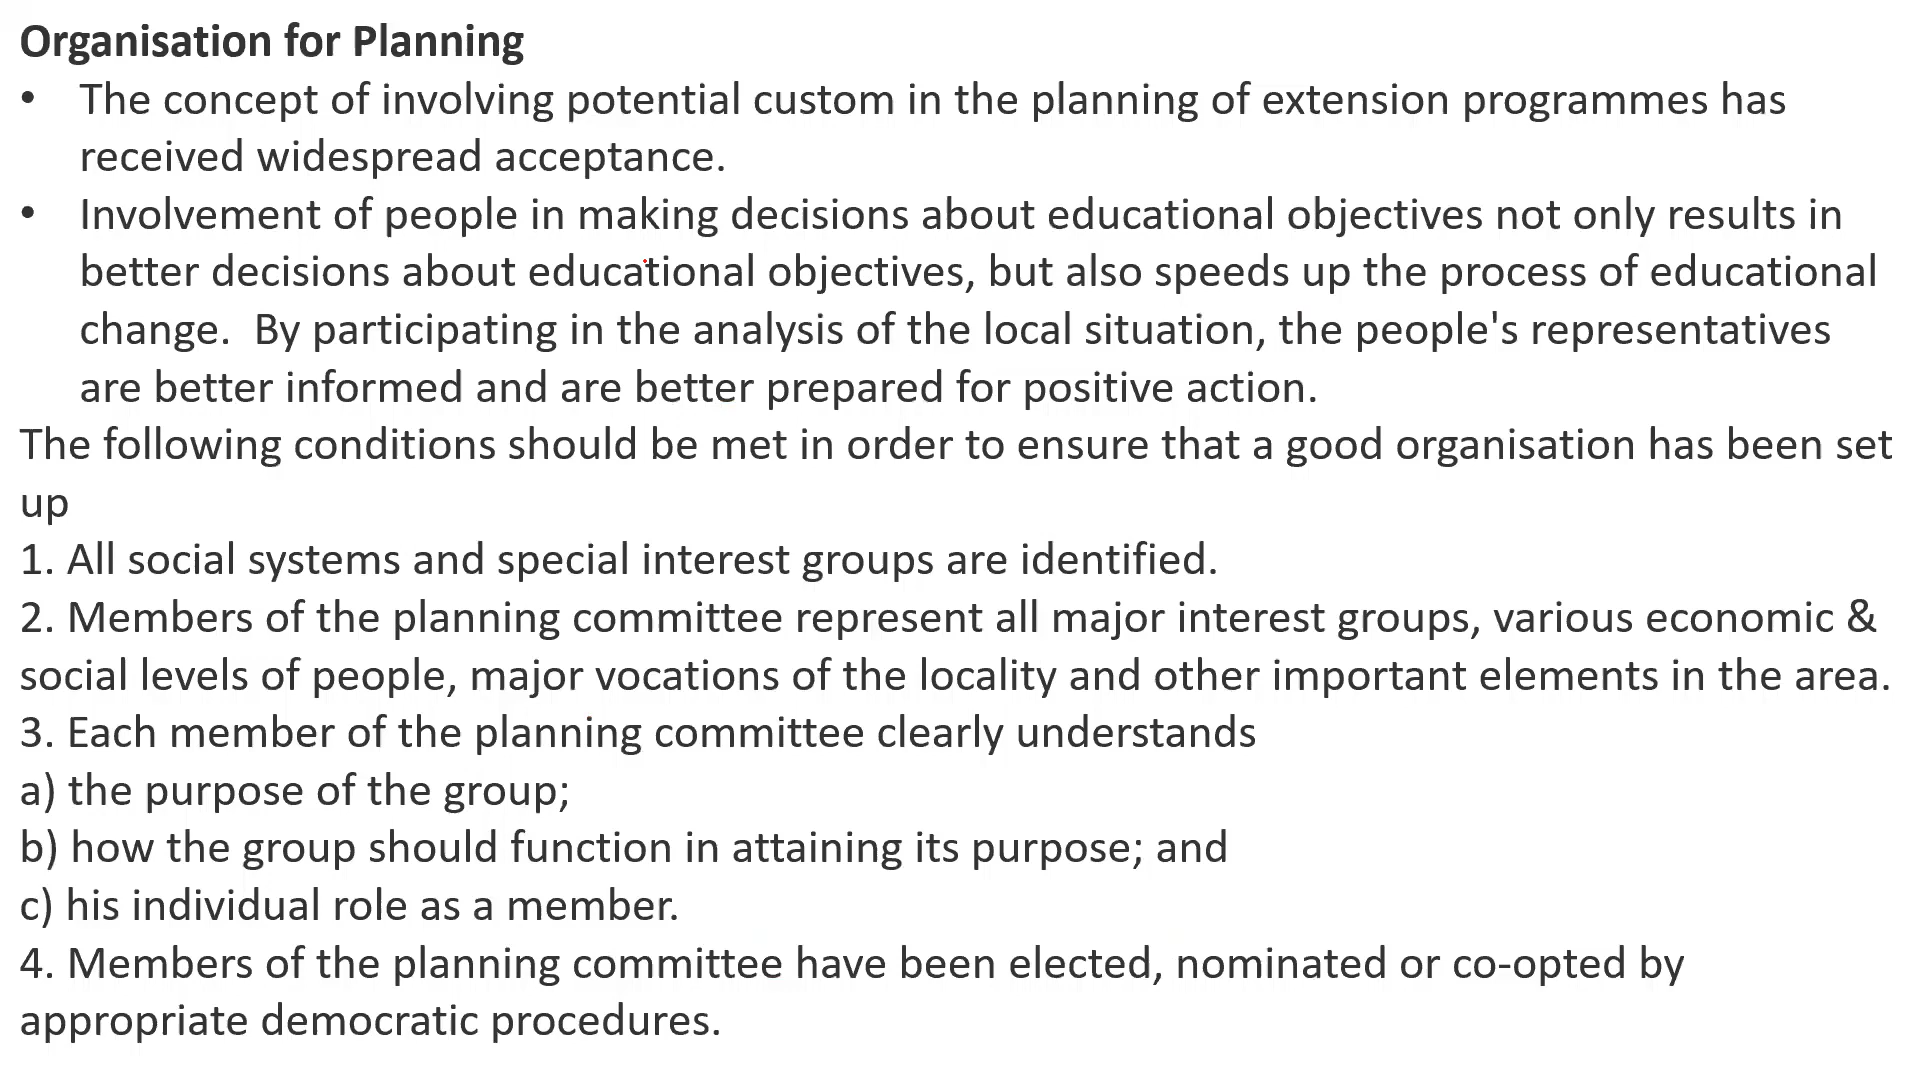 Organisation for Planning
• The concept of involving potential custom in the planning of extension programmes has
received widespread acceptance.
• Involvement of people in making decisions about educational objectives not only results in
better decisions about educational objectives, but also speeds up the process of educational
change.  By participating in the analysis of the local situation, the people's representatives
are better informed and are better prepared for positive action.
The following conditions should be met in order to ensure that a good organisation has been set
up
1. All social systems and special interest groups are identified.
2. Members of the planning committee represent all major interest groups, various economic &
social levels of people, major vocations of the locality and other important elements in the area.
3. Each member of the planning committee clearly understands
a) the purpose of the group;
b) how the group should function in attaining its purpose; and
c) his individual role as a member.
4. Members of the planning committee have been elected, nominated or co-opted by
appropriate democratic procedures.